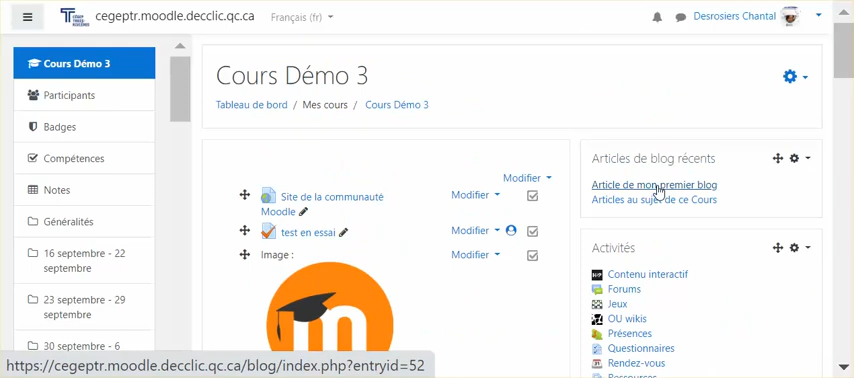 CÉGEP
cegeptr.moodle.decclic.qc.ca
Français (fr)
Desrosiers Chantal
Cours Démo 3
Participants
Badges
Compétences
Notes
Généralités
16 septembre - 22
septembre
23 septembre - 29
septembre
30 septembre - 6
Cours Démo 3
Tableau de bord / Mes cours / Cours Démo 3
Modifier
Site de la communauté
Moodle
Modifier
test en essai
Modifier
Image :
Modifier
m
Articles de blog récents
Article de mon premier blog
Articles au sujet de ce Cours
Activités
Contenu interactif
Forums
Jeux
OU wikis
Présences
Questionnaires
Rendez-vous
Ressources
https://cegeptr.moodle.decclic.qc.ca/blog/index.php?entryid=52